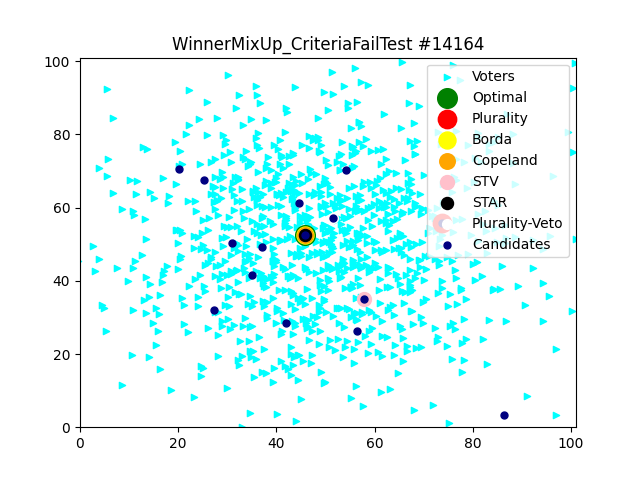 WinnerMixUp_CriteriaFailTest #14164
100
80
60
40
20
0
0
20
40
60
80
100
Voters
Optimal
Plurality
Borda
Copeland
STV
STAR
Plurality-Veto
Candidates